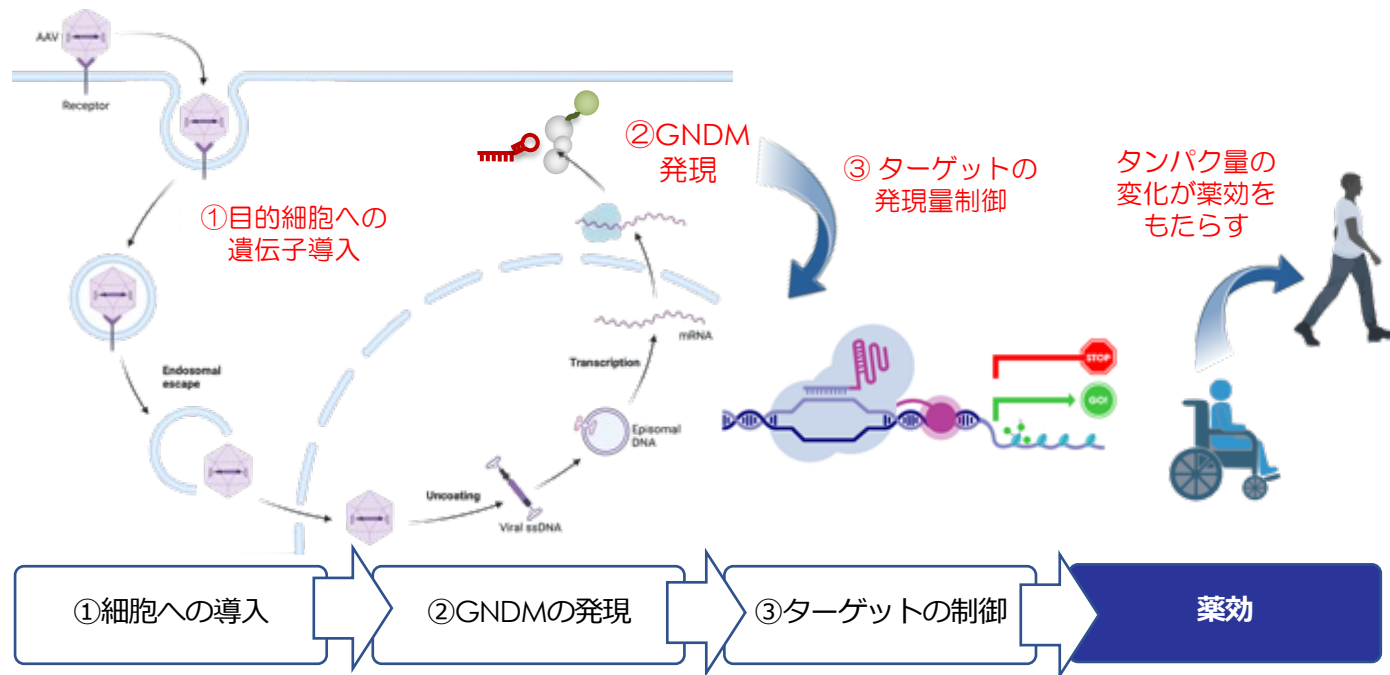 AAV
Receptor
①目的細胞への
遺伝子導入
②GNDM
発現
③ ターゲットの
発現量制御
タンパク量の
変化が薬効を
もたらす
mRNA
Transcription
Endosomal
escape
Episomal
DNA
Uncoating
Viral ssDNA
STOP
GO!
①細胞への導入
②GNDMの発現
③ターゲットの制御
薬効